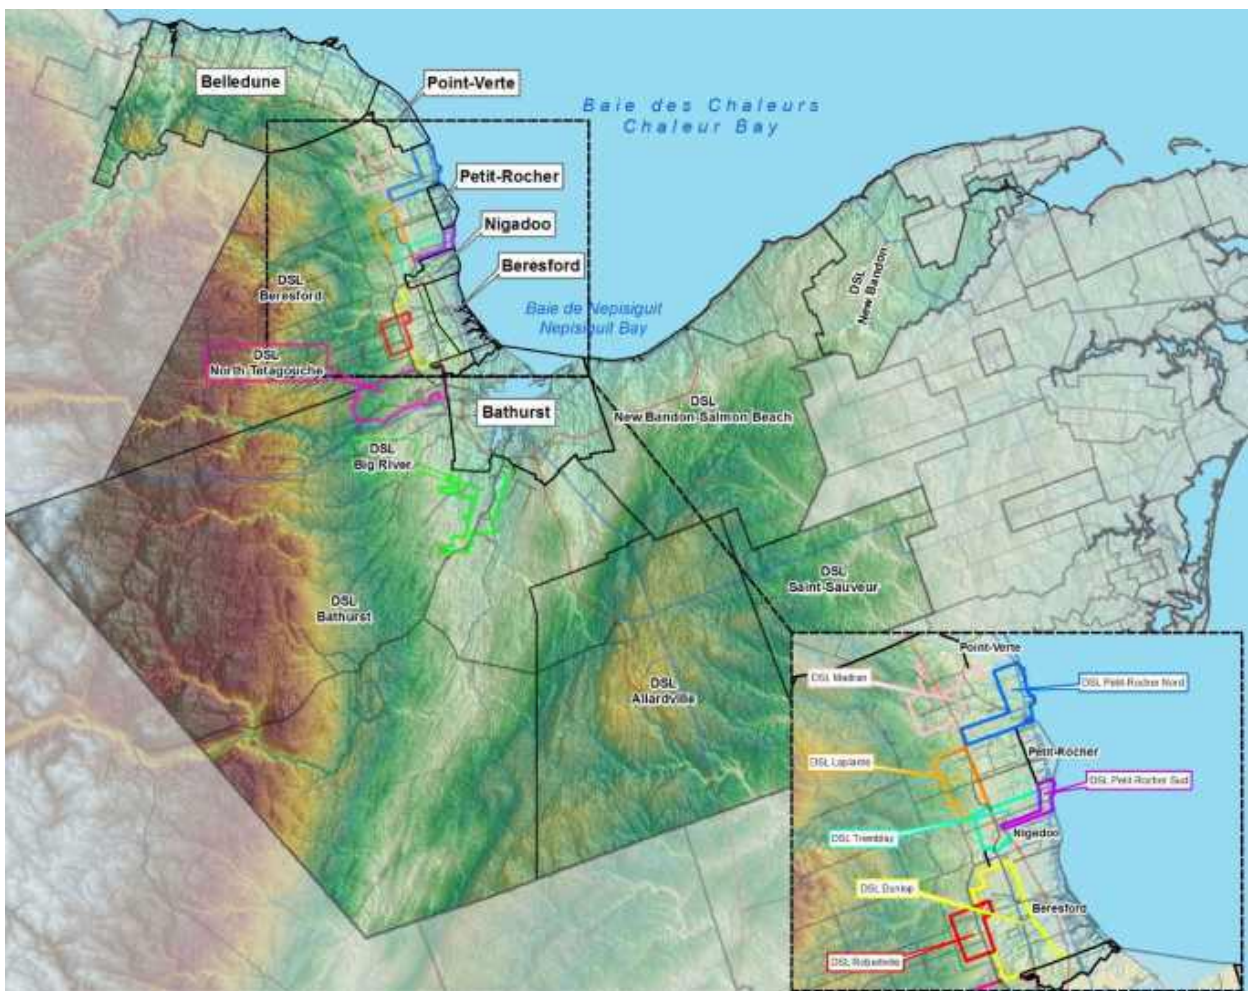 Belledune
Point-Verte
Baie des Chaleurs
Chaleur Bay
Petit-Rocher
Nigadoo
Beresford
DSL
Beresford
DSL
New Bandon
Baie de Nepisiguit
Nepisiguit Bay
DSL
North-Tetagouche
Bathurst
DSL
New Bandon-Salmon Beach
DSL
Big River
DSL
Saint-Sauveur
DSL
Bathurst
DSL
Allardville
Point-Verte
DSL Madran
DSL Petit-Rocher Nord
Petit-Rocher
DSL Laplante
DSL Petit Rocher Sud
DSL Tremblay
Nigadoo
DSL Dunlop
Beresford
DSL Robertville